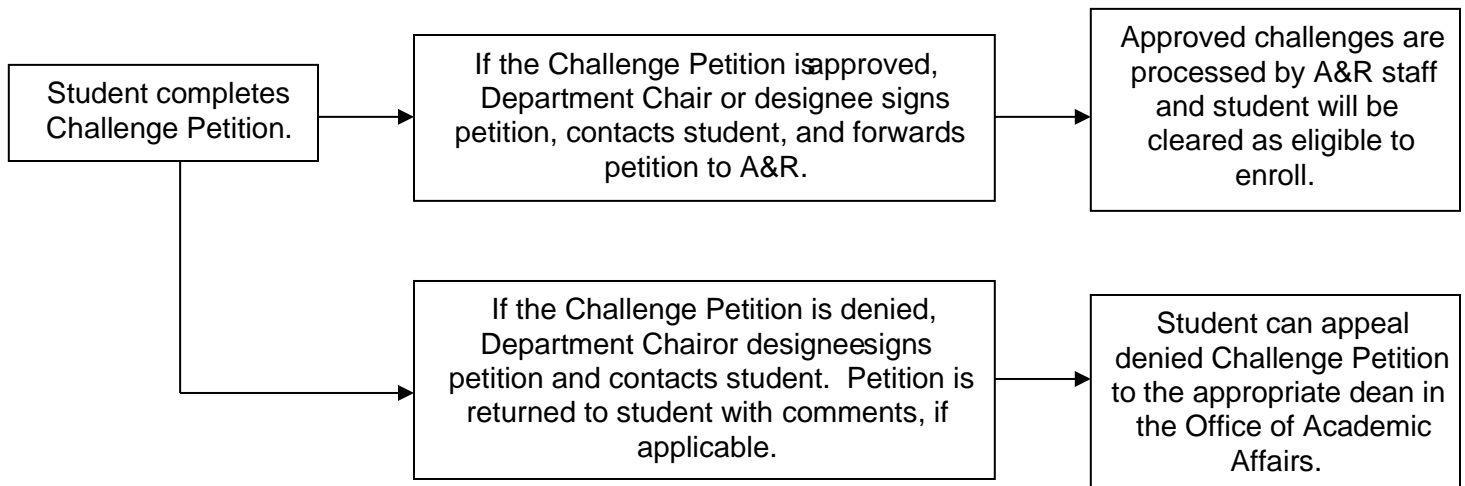 Student completes
Challenge Petition.
If the Challenge Petition isapproved,
Department Chair or designee signs
petition, contacts student, and forwards
petition to A&R.
Approved challenges are
processed by A&R staff
and student will be
cleared as eligible to
enroll.
If the Challenge Petition is denied,
Department Chairor designeesigns
petition and contacts student.  Petition is
returned to student with comments, if
applicable.
Student can appeal
denied Challenge Petition
to the appropriate dean in
the Office of Academic
Affairs.